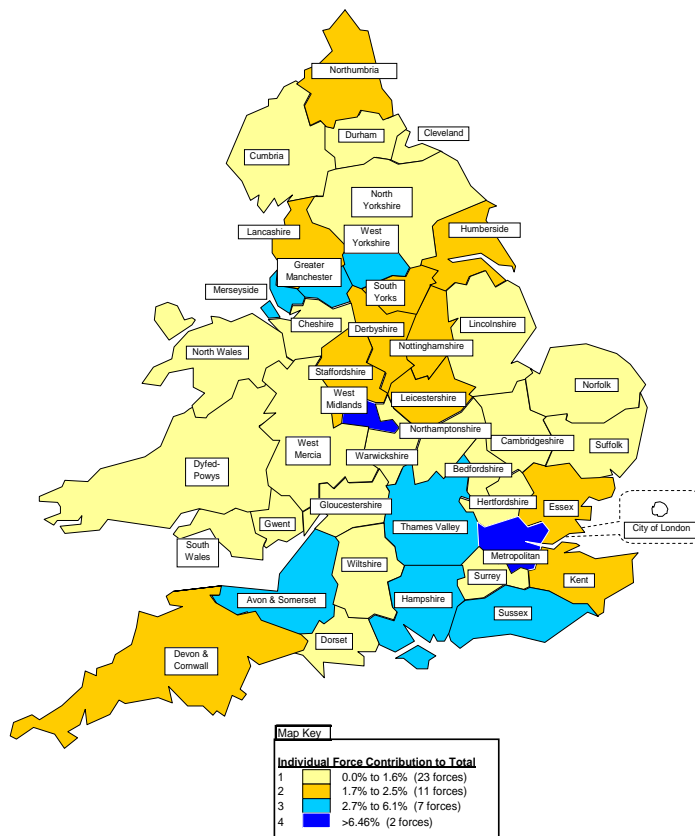 Northumbria
Durham
Cleveland
Cumbria
North
Yorkshire
Lancashire
West
Yorkshire
Humberside
Greater
Manchester
South
Yorks
Merseyside
Cheshire
Derbyshire
Lincolnshire
North Wales
Nottinghamshire
Staffordshire
Norfolk
West
Midlands
Leicestershire
Northamptonshire
Cambridgeshire
Suffolk
West
Mercia
Warwickshire
Dyfed-
Powys
Bedfordshire
Gloucestershire
Hertfordshire
Essex
Gwent
Thames Valley
City of London
South
Wales
Metropolitan
Wiltshire
Surrey
Kent
Avon & Somerset
Hampshire
Sussex
Dorset
Devon &
Cornwall
Map Key
Individual Force Contribution to Total
1 0.0% to 1.6% (23 forces)
2 1.7% to 2.5% (11 forces)
3 2.7% to 6.1% (7 forces)
4 >6.46% (2 forces)